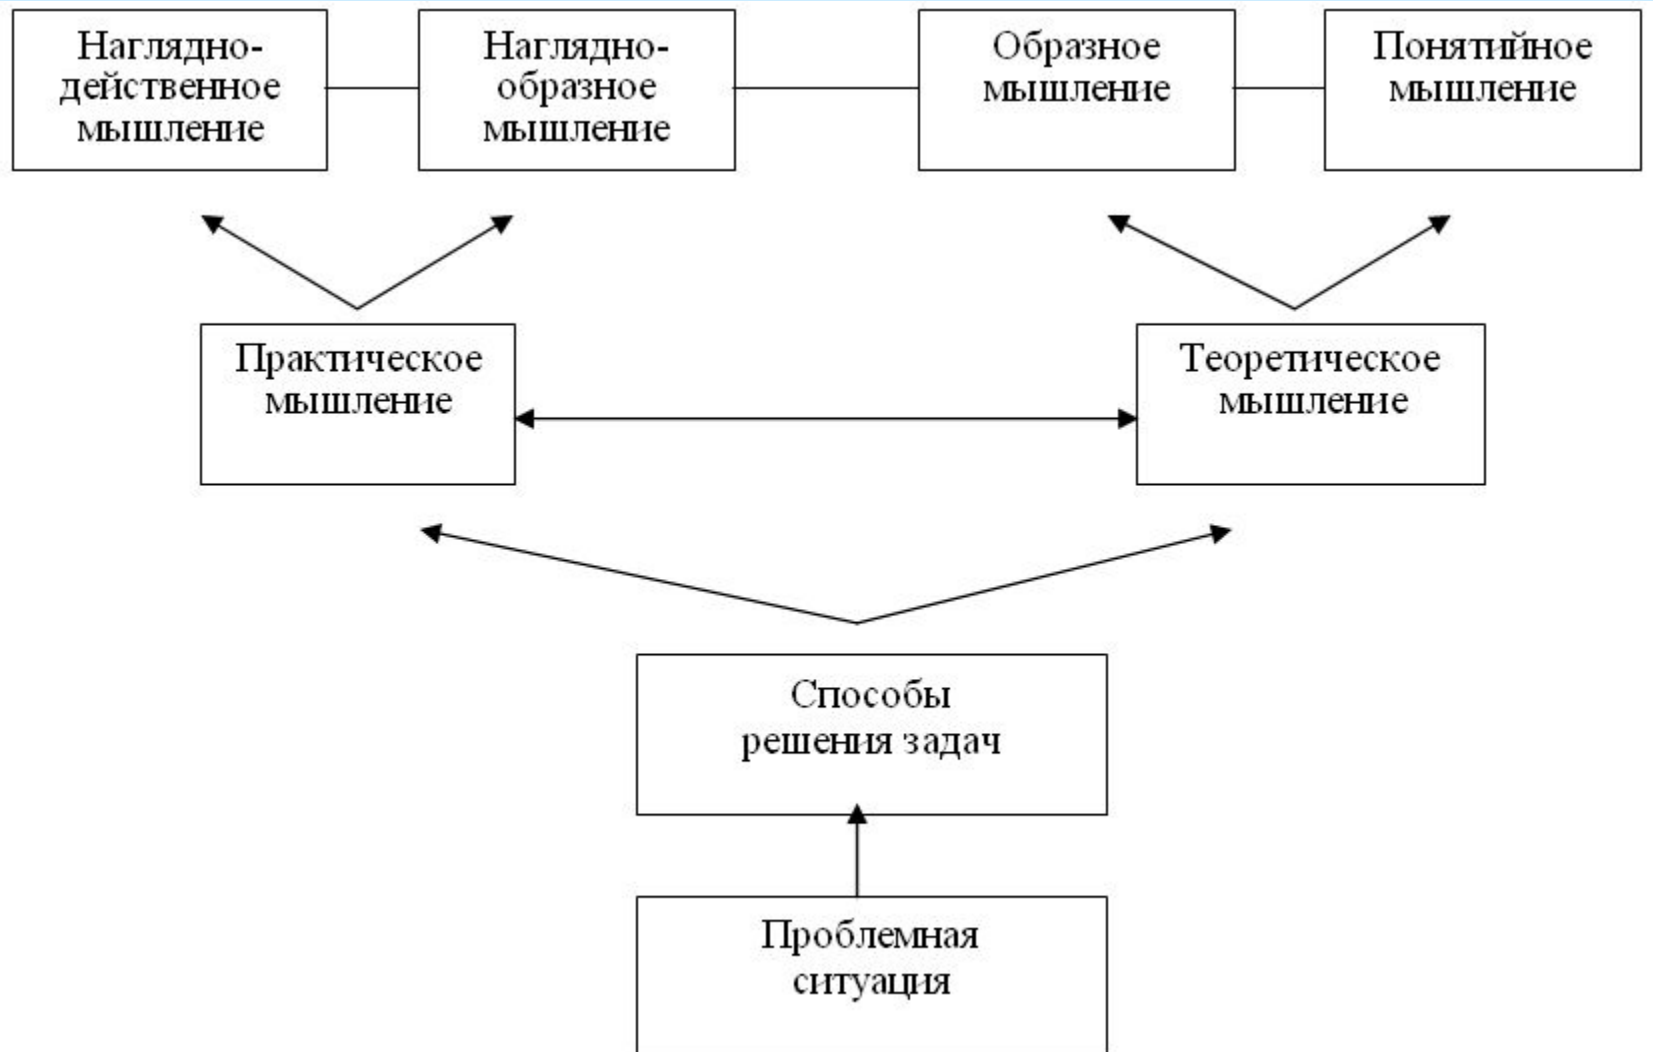 Наглядно-
действенное
мышление
Наглядно-
образное
мышление
Образное
мышление
Понятийное
мышление
Практическое
мышление
Теоретическое
мышление
Способы
решения задач
Проблемная
ситуация